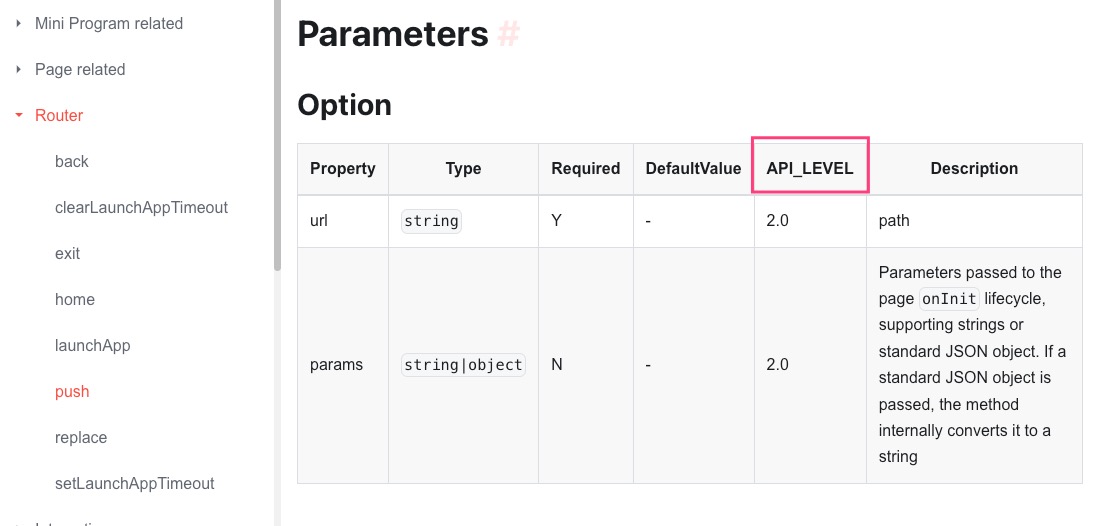 Mini Program related
Page related
Router
back
clearLaunchAppTimeout
exit
home
launchApp
push
replace
setLaunchAppTimeout
Parameters #
Option
Property Type Required DefaultValue API_LEVEL Description
url string Y - 2.0 path
params string|object N - 2.0 Parameters passed to the
page onInit lifecycle,
supporting strings or
standard JSON object. If a
standard JSON object is
passed, the method
internally converts it to a
string